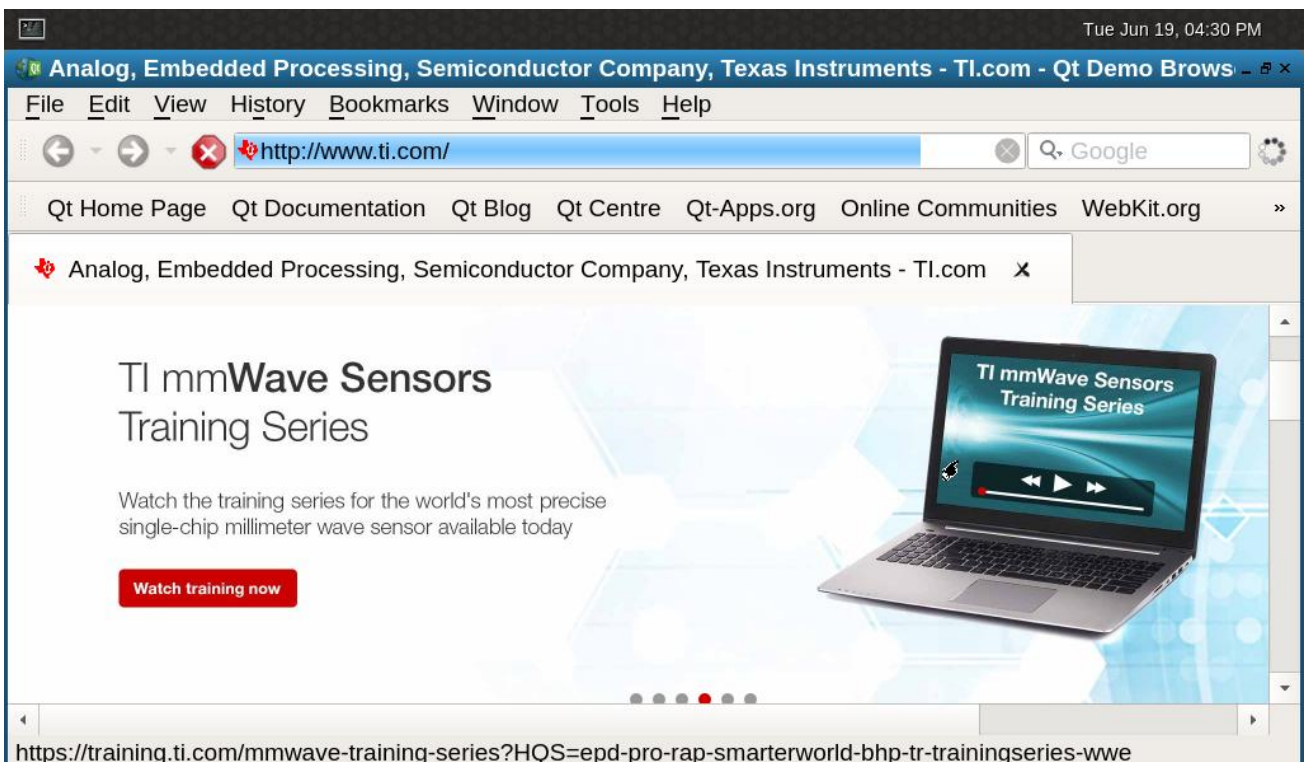 Tue Jun 19, 04:30 PM
Analog, Embedded Processing, Semiconductor Company, Texas Instruments - TI.com - Qt Demo Brows
File Edit View History Bookmarks Window Tools Help
http://www.ti.com/ Google
Qt Home Page Qt Documentation Qt Blog Qt Centre Qt-Apps.org Online Communities WebKit.org »
Analog, Embedded Processing, Semiconductor Company, Texas Instruments - TI.com
TI mmWave Sensors
Training Series
Watch the training series for the world's most precise
single-chip millimeter wave sensor available today
Watch training now
TI mmWave Sensors
Training Series
https://training.ti.com/mmwave-training-series?HQS=epd-pro-rap-smarterworld-bhp-tr-trainingseries-wwe